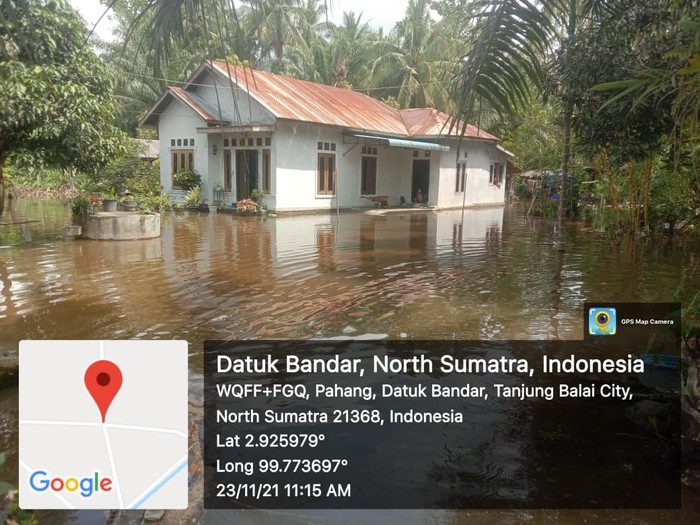 GPS Map Camera
Datuk Bandar, North Sumatra, Indonesia
WQFF+FGQ, Pahang, Datuk Bandar, Tanjung Balai City,
North Sumatra 21368, Indonesia
Lat 2.925979°
Long 99.773697°
23/11/21 11:15 AM
Google